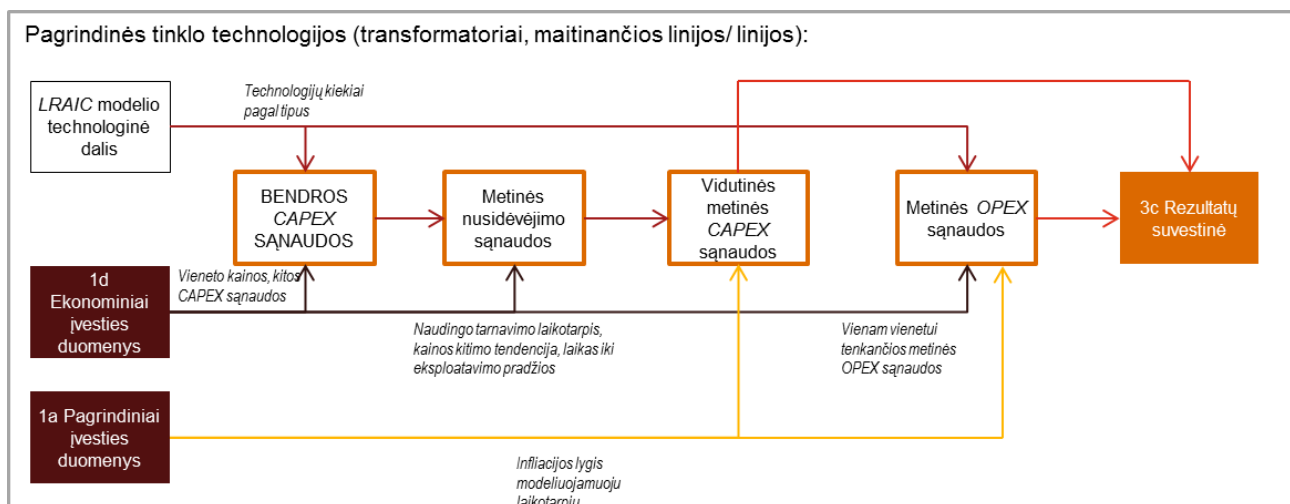 Pagrindinės tinklo technologijos (transformatoriai, maitinančios linijos/ linijos):
LRAIC modelio
technologinė
dalis
Technologijų kiekiai
pagal tipus
BENDROS
CAPEX
SĄNAUDOS
Metinės
nusidėvėjimo
sąnaudos
Vidutinės
metinės
CAPEX
sąnaudos
Metinės OPEX
sąnaudos
3c Rezultatų
suvestinė
1d
Ekonominiai
įvesties
duomenys
Vieneto kainos, kitos
CAPEX sąnaudos
Naudingo tarnavimo laikotarpis,
kainos kitimo tendencija, laikas iki
eksploatavimo pradžios
Vienam vienetui
tenkančios metinės
OPEX sąnaudos
1a Pagrindiniai
įvesties
duomenys
Infliacijos lygis
modeliuojamuoju
laikotarpiu